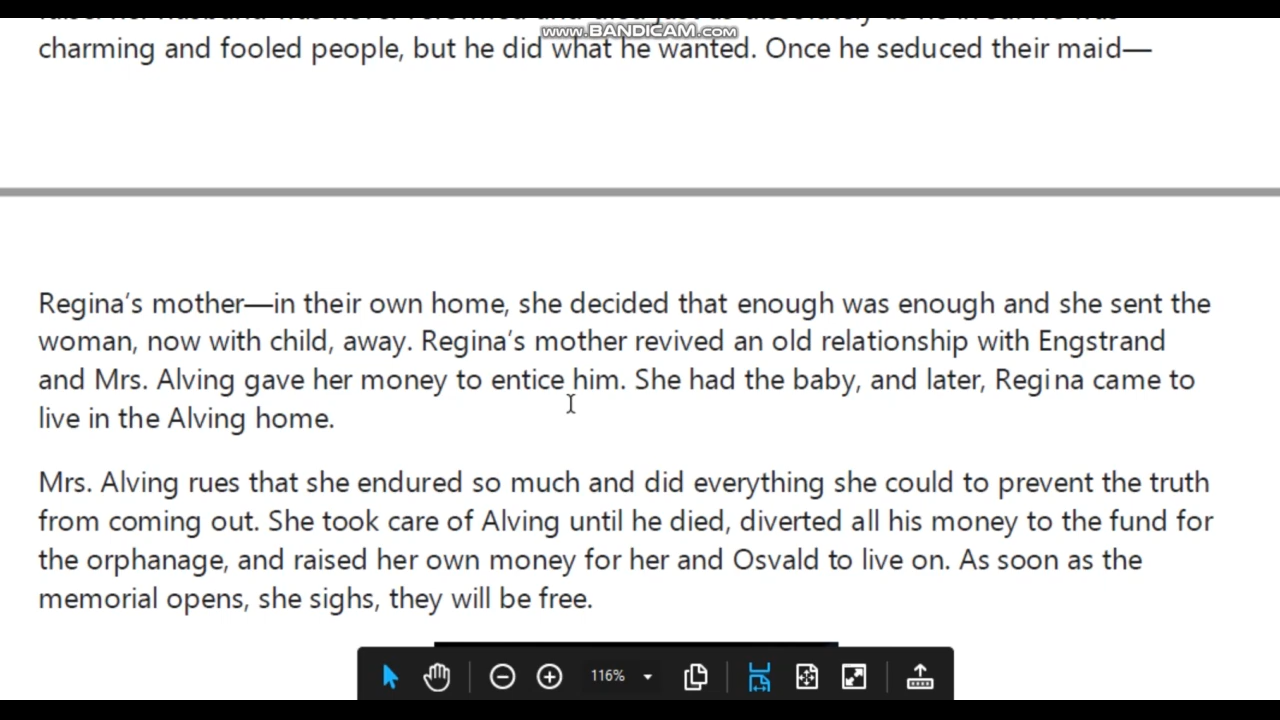 www.BANDICAM.com
charming and fooled people, but he did what he wanted. Once he seduced their maid—
Regina's mother—in their own home, she decided that enough was enough and she sent the
woman, now with child, away. Regina's mother revived an old relationship with Engstrand
and Mrs. Alving gave her money to entice him. She had the baby, and later, Regina came to
live in the Alving home.
Mrs. Alving rues that she endured so much and did everything she could to prevent the truth
from coming out. She took care of Alving until he died, diverted all his money to the fund for
the orphanage, and raised her own money for her and Osvald to live on. As soon as the
memorial opens, she sighs, they will be free.
116%